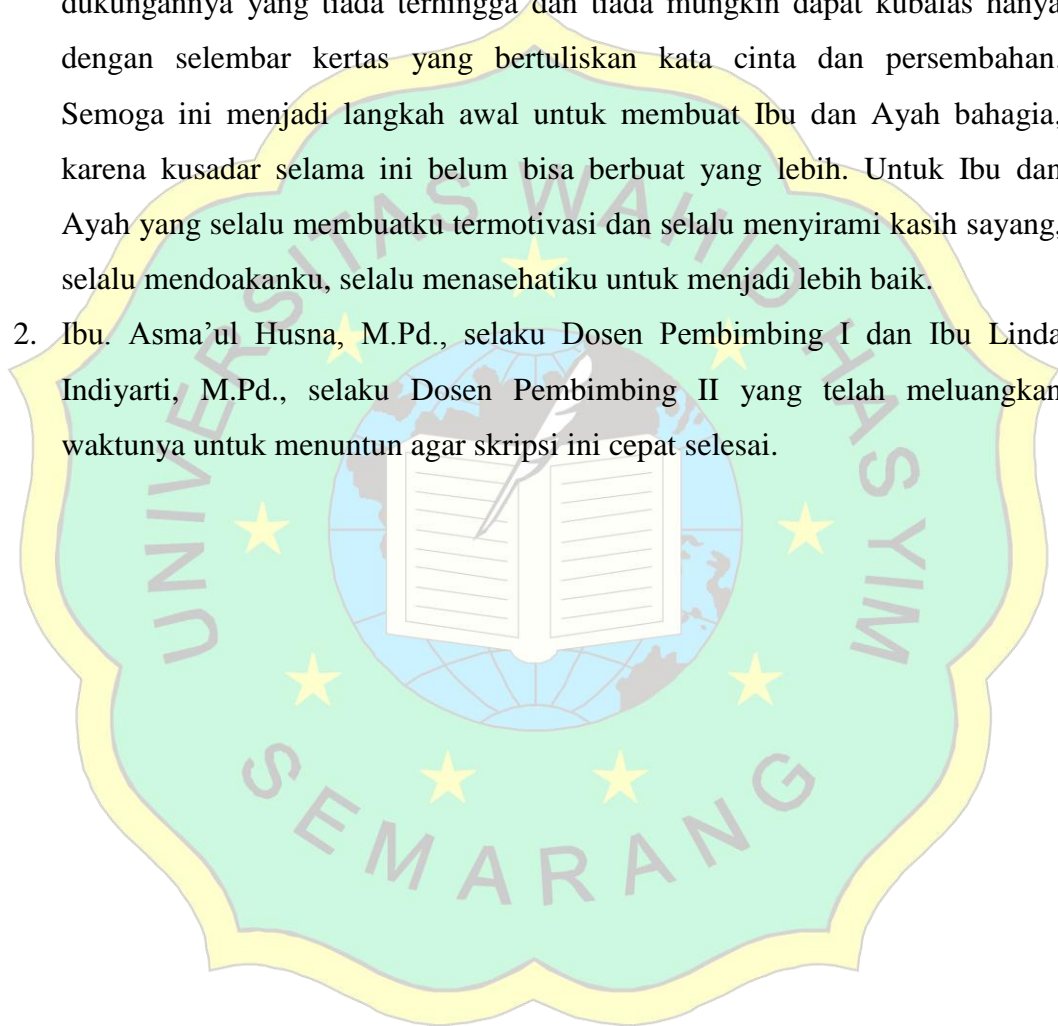 dukungannya yang tiada terhingga dan tiada mungkin dapat kubalas hanya
dengan selembar kertas yang bertuliskan kata cinta dan persembahan.
Semoga ini menjadi langkah awal untuk membuat Ibu dan Ayah bahagia,
karena kusadar selama ini belum bisa berbuat yang lebih. Untuk Ibu dan
Ayah yang selalu membuatku termotivasi dan selalu menyirami kasih sayang,
selalu mendoakanku, selalu menasehatiku untuk menjadi lebih baik.
2. Ibu. Asma’ul Husna, M.Pd., selaku Dosen Pembimbing I dan Ibu Linda
Indiyarti, M.Pd., selaku Dosen Pembimbing II yang telah meluangkan
waktunya untuk menuntun agar skripsi ini cepat selesai.
UNIVERSITAS WAHID HASYIM
SEMARANG